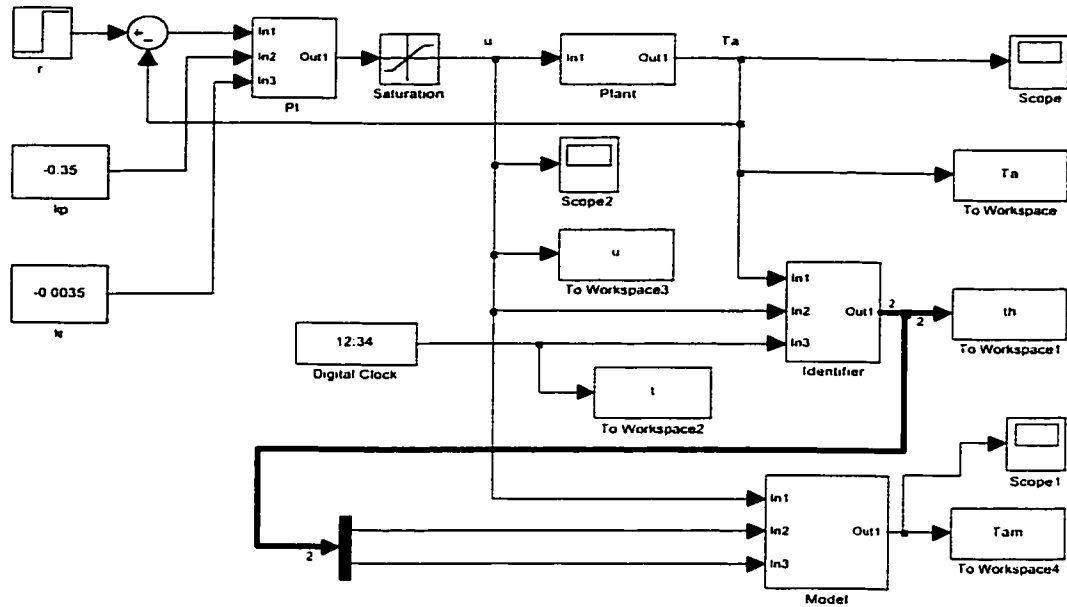 r
+
-
In1
In2
In3
Out1
PI
Saturation
u
In1
Out1
Plant
Ta
Scope
-0.35
kp
Scope2
Ta
To Workspace
u
To Workspace3
-0.0035
In1
In2
In3
Out1
Identifier
2
2
th
To Workspace1
12:34
Digital Clock
t
To Workspace2
Scope1
2
In1
In2
In3
Out1
Model
Tam
To Workspace4